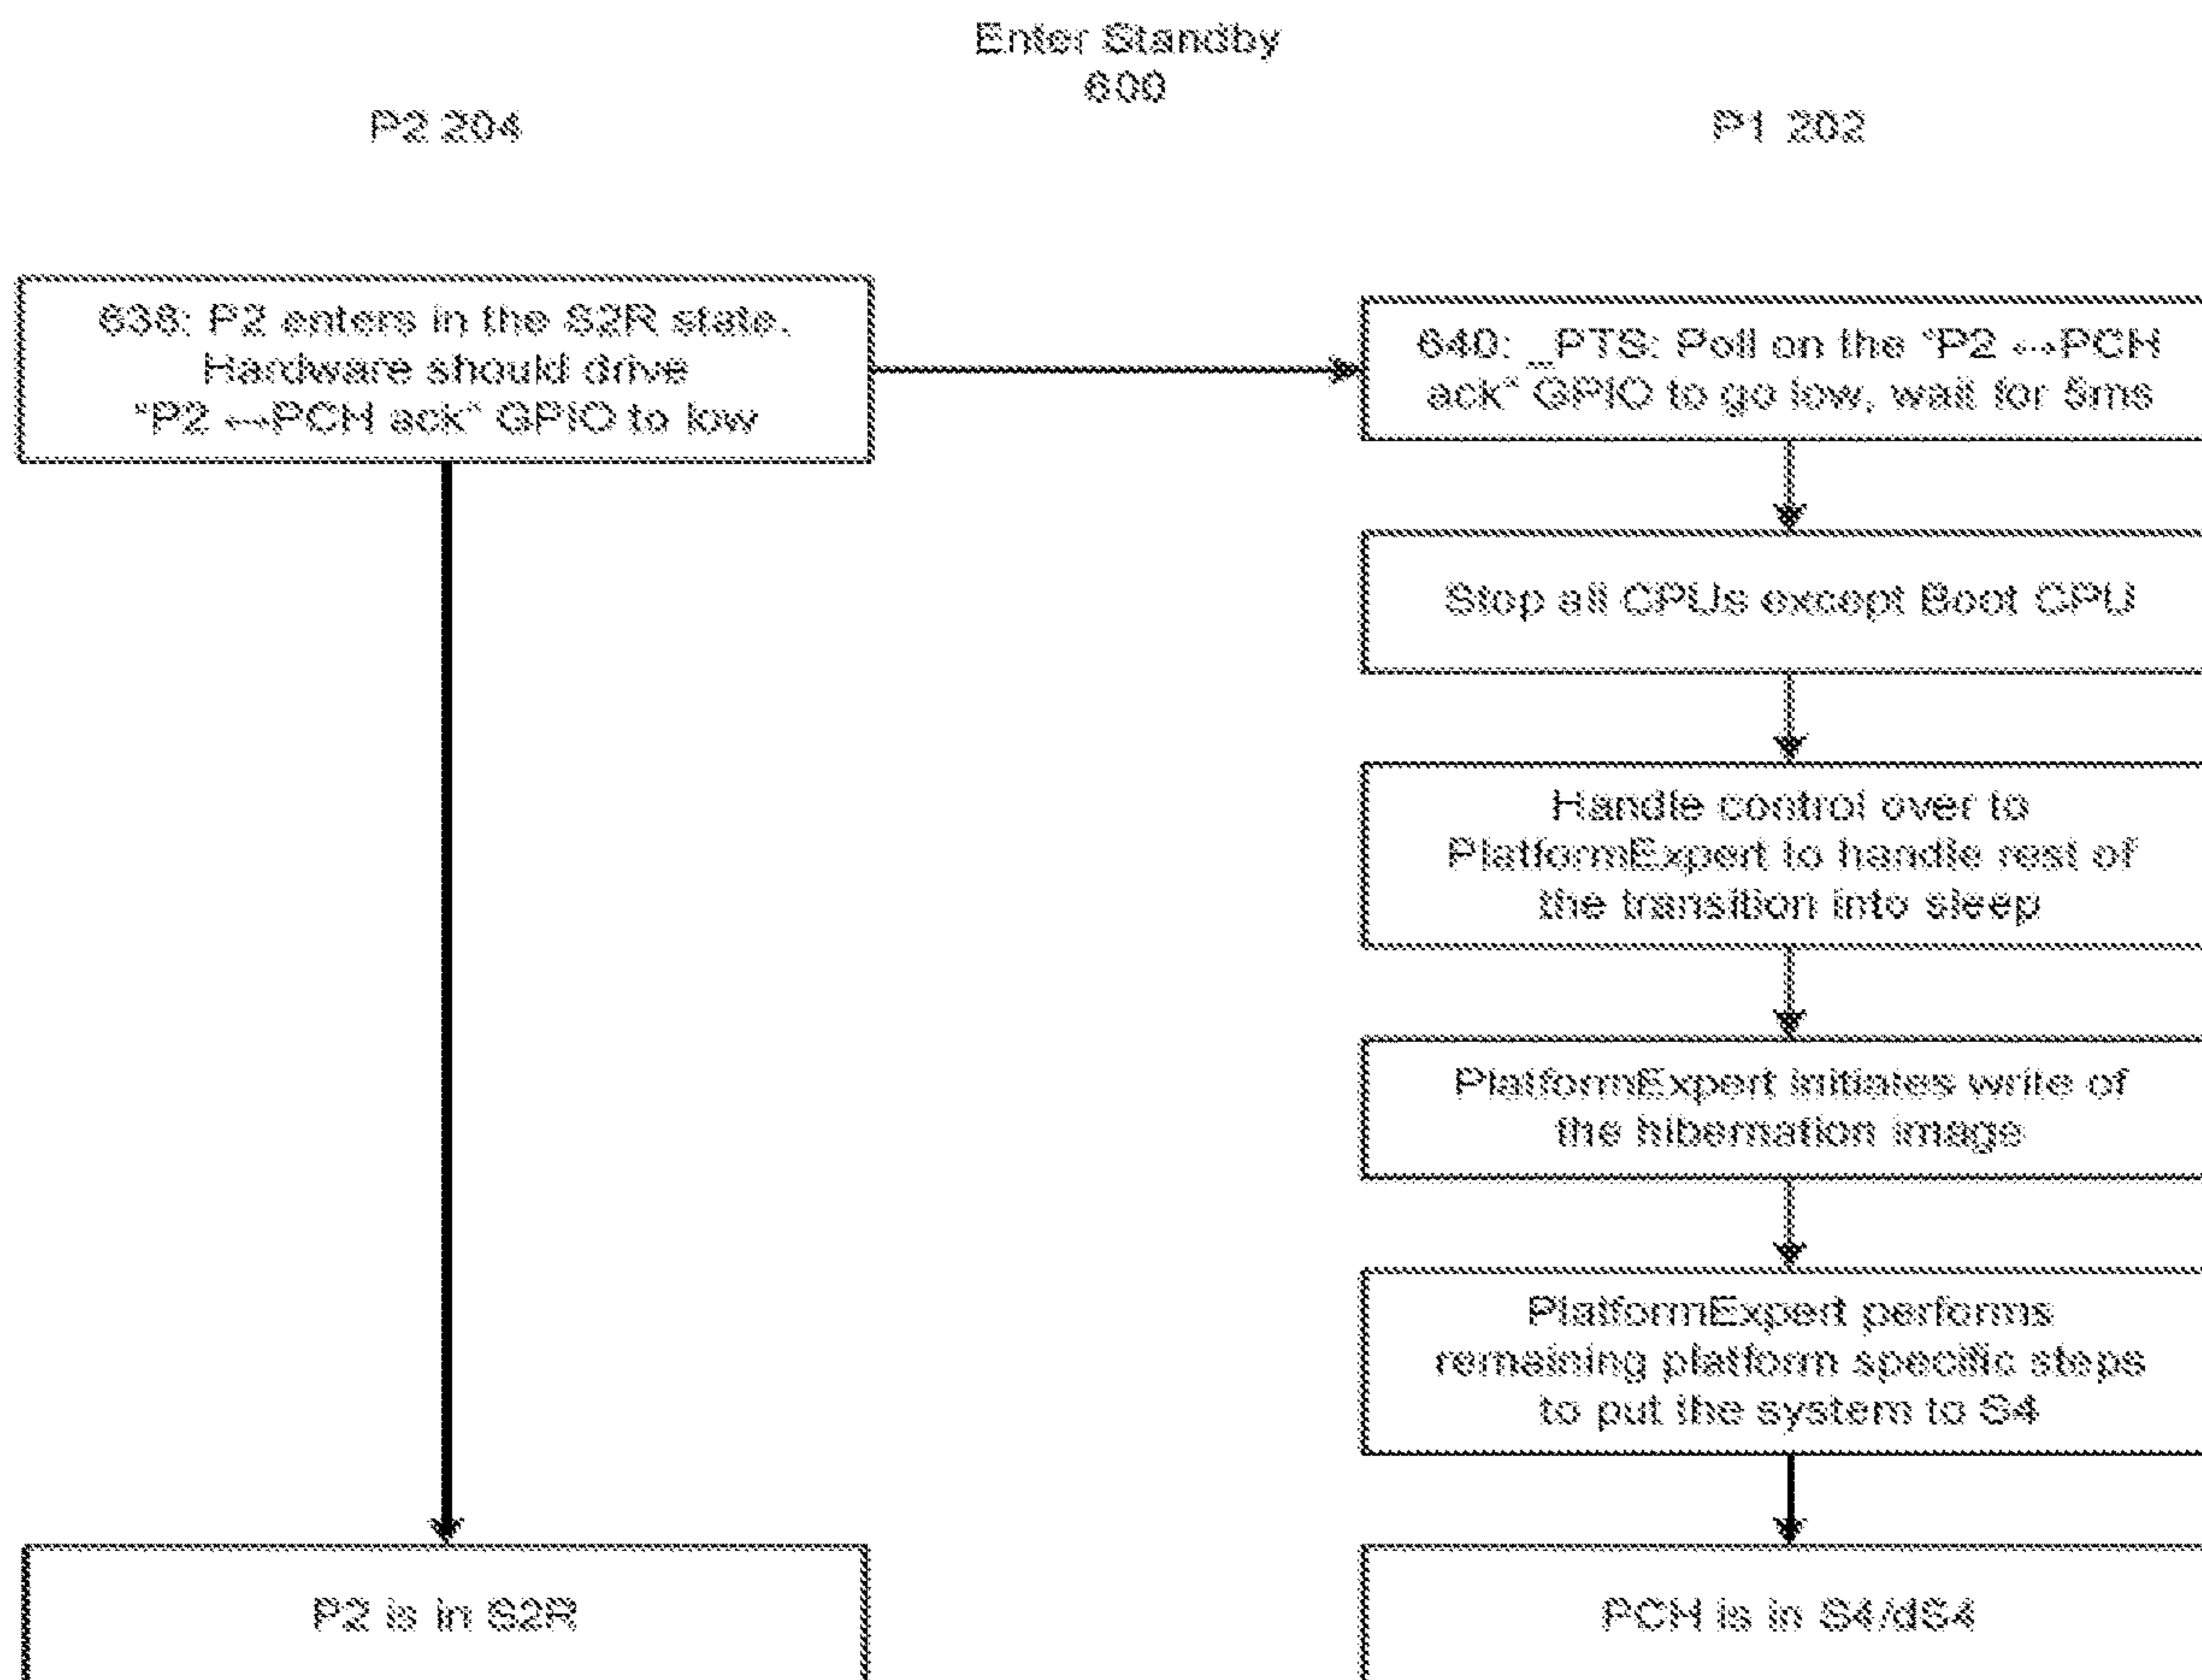 Enter Standby
600
P2 204
P1 202
638: P2 enters in the S2R state.
Hardware should drive
"P2 ↔PCH ack" GPIO to low
640: _PTS: Poll on the "P2 ↔PCH
ack" GPIO to go low, wait for 5ms
Stop all CPUs except Boot CPU
Handle control over to
PlatformExpert to handle rest of
the transition into sleep
PlatformExpert initiates write of
the hibernation image
PlatformExpert performs
remaining platform specific steps
to put the system to S4
P2 is in S2R
PCH is in S4/dS4